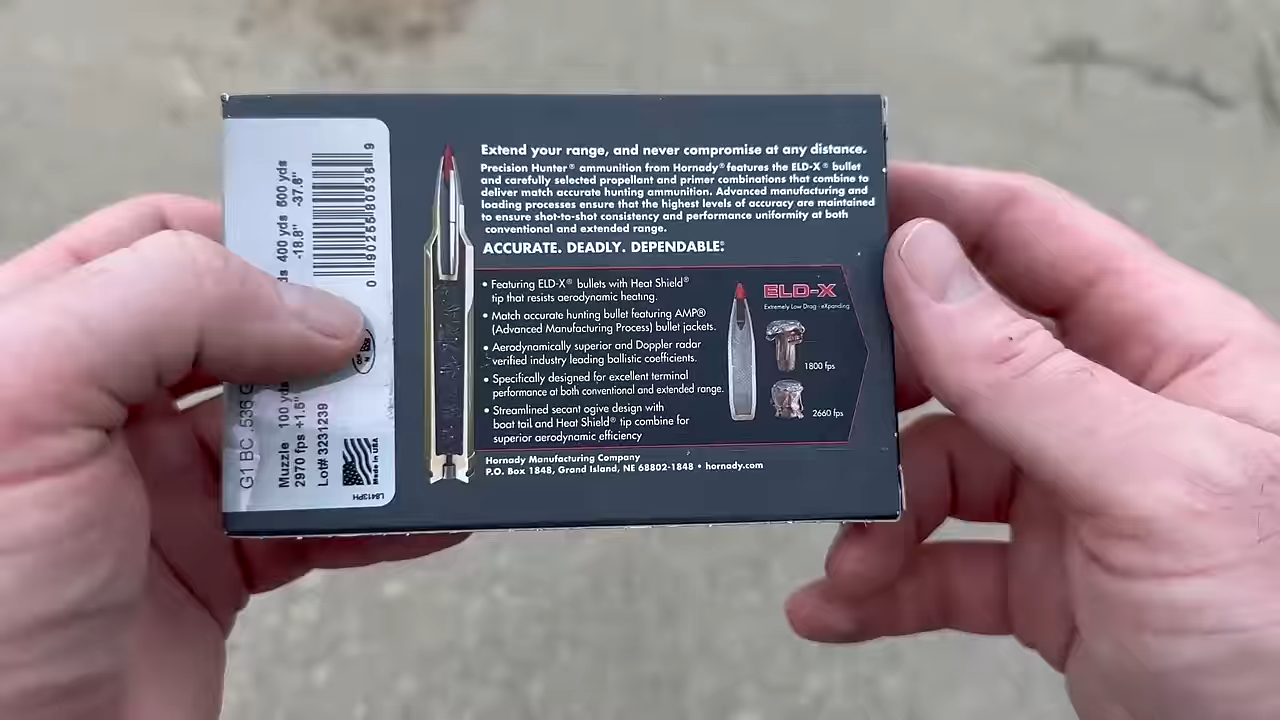 Extend your range, and never compromise at any distance.
Precision Hunter® ammunition from Hornady® features the ELD-X® bullet
and carefully selected propellant and primer combinations that combine to
deliver match accurate hunting ammunition. Advanced manufacturing and
loading processes ensure that the highest levels of accuracy are maintained
to ensure shot-to-shot consistency and performance uniformity at both
conventional and extended range.
ACCURATE. DEADLY. DEPENDABLE.®
• Featuring ELD-X® bullets with Heat Shield®
tip that resists aerodynamic heating.
• Match accurate hunting bullet featuring AMP®
(Advanced Manufacturing Process) bullet jackets.
• Aerodynamically superior and Doppler radar
verified industry leading ballistic coefficients.
• Specifically designed for excellent terminal
performance at both conventional and extended range.
• Streamlined secant ogive design with
boat tail and Heat Shield® tip combine for
superior aerodynamic efficiency
ELD-X
Extremely Low Drag - eXpanding
1800 fps
2660 fps
Hornady Manufacturing Company
P.O. Box 1848, Grand Island, NE 68802-1848 • hornady.com
G1 BC .536
Muzzle 100 yds 400 yds 500 yds
2970 fps +1.5" -18.8" -37.6"
Lot# 3231239
0 90255 80536 9
Made in USA
L8413PH